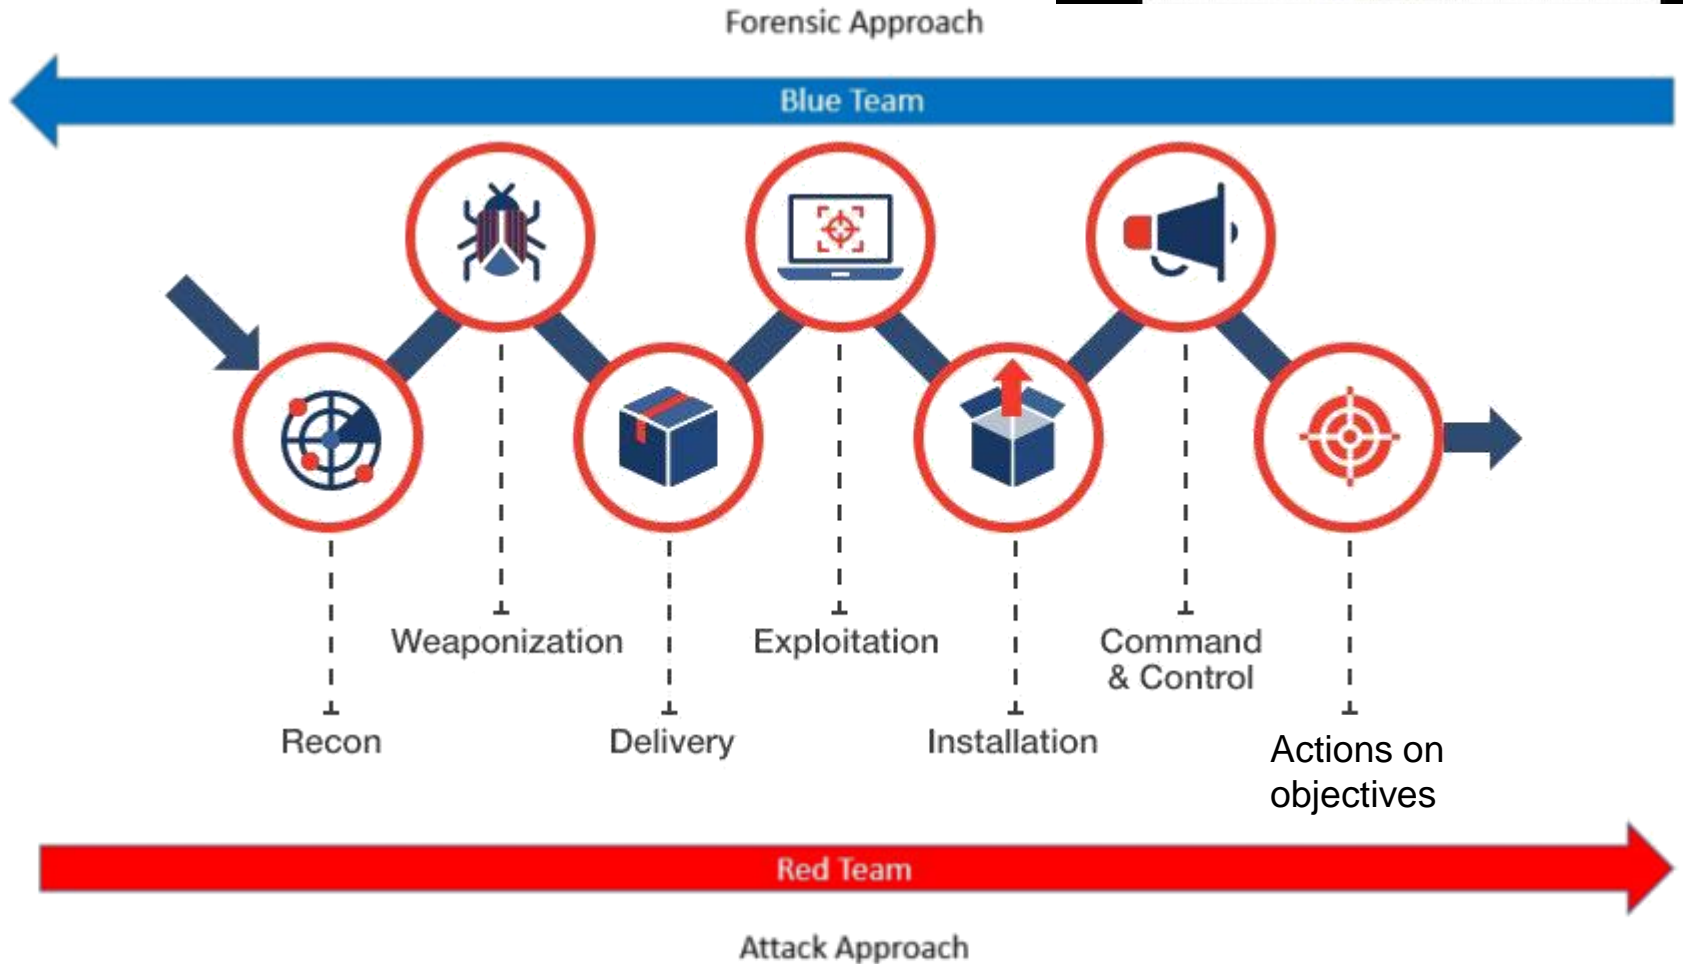 Forensic Approach
Blue Team
Weaponization
Exploitation
Command
& Control
Recon
Delivery
Installation
Actions on
objectives
Red Team
Attack Approach